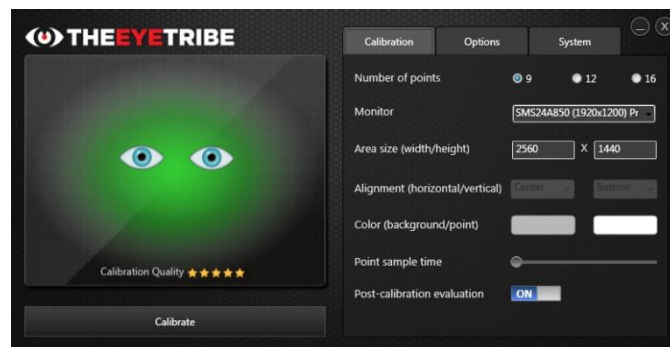 THEEYETRIBE
Calibration Quality
Calibrate
Calibration Options System
Number of points 9 12 16
Monitor SMS24A850 (1920x1200) Pr
Area size (width/height) 2560 X 1440
Alignment (horizontal/vertical) Center Bottom
Color (background/point)
Point sample time
Post-calibration evaluation ON